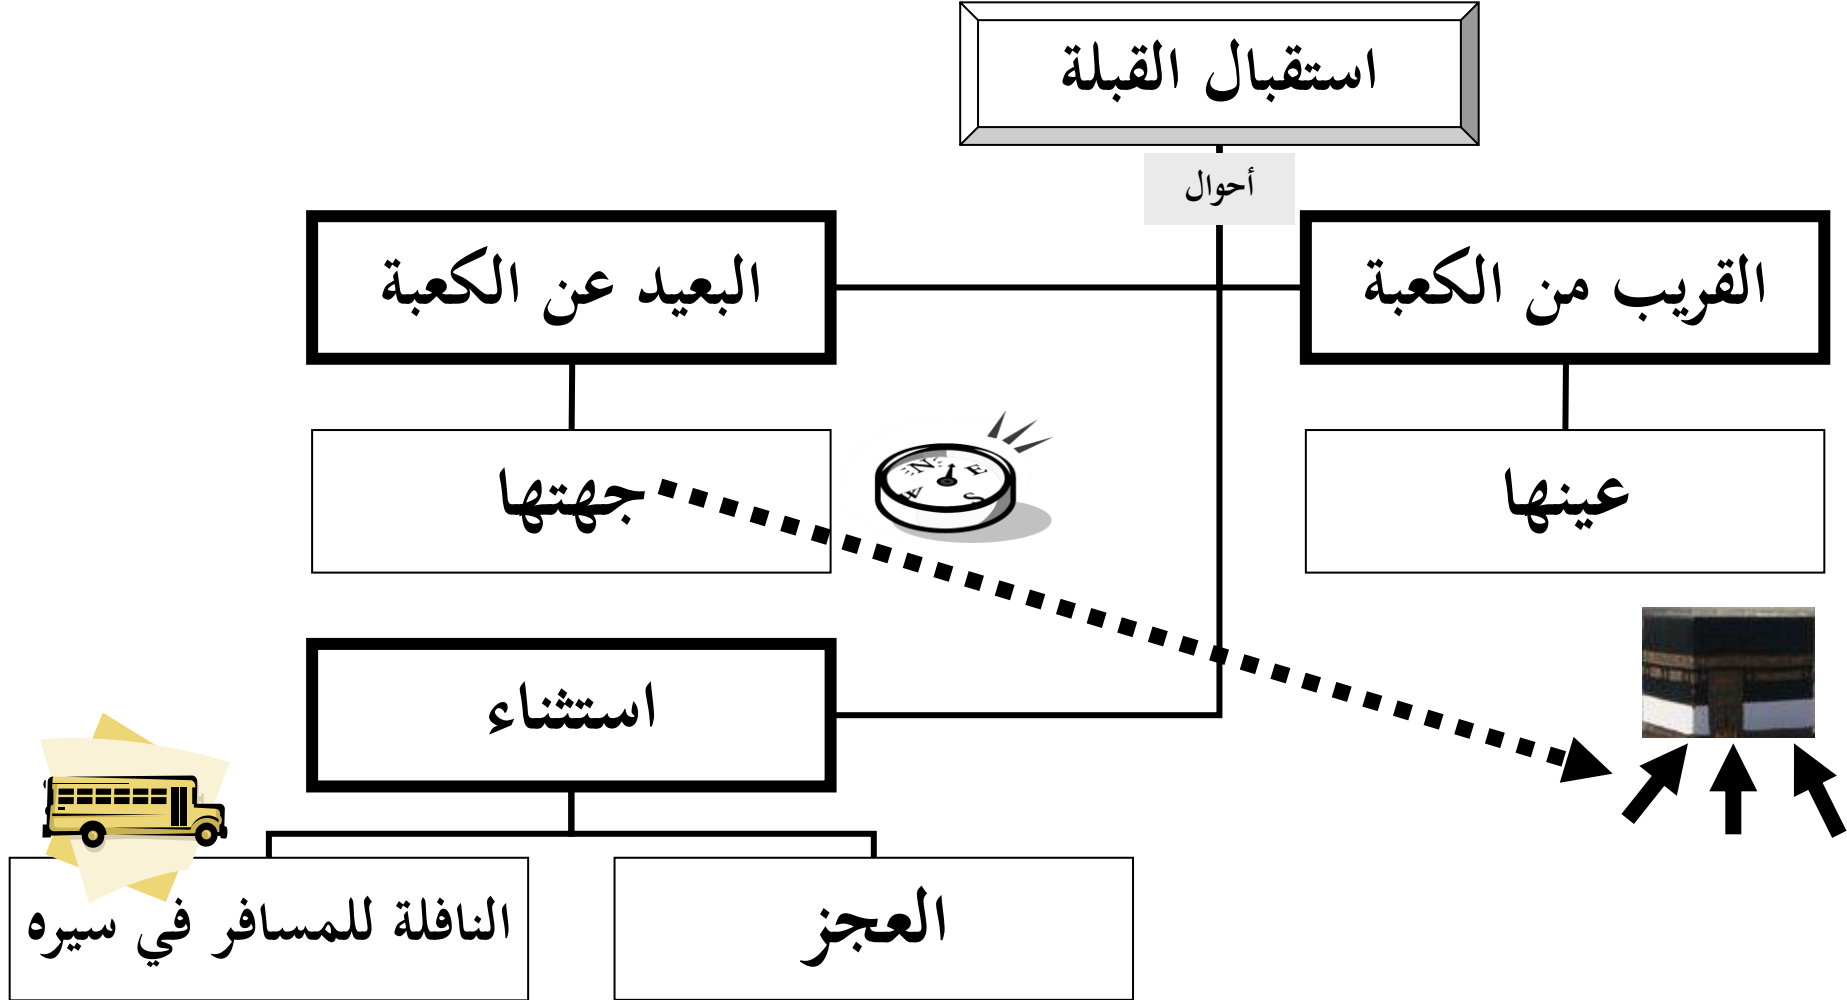 استقبال القبلة
أحوال
القريب من الكعبة
البعيد عن الكعبة
عينها
جهتها
N
E
S
استثناء
العجز
النافلة للمسافر في سيره